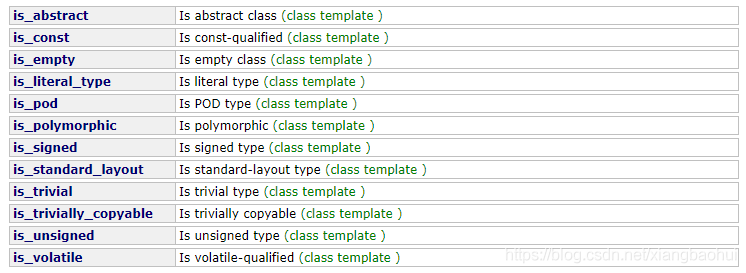 is_abstract Is abstract class (class template )
is_const Is const-qualified (class template )
is_empty Is empty class (class template )
is_literal_type Is literal type (class template )
is_pod Is POD type (class template )
is_polymorphic Is polymorphic (class template )
is_signed Is signed type (class template )
is_standard_layout Is standard-layout type (class template )
is_trivial Is trivial type (class template )
is_trivially_copyable Is trivially copyable (class template )
is_unsigned Is unsigned type (class template )
is_volatile Is volatile-qualified (class template )
https://blog.csdn.net/xiangbaohui